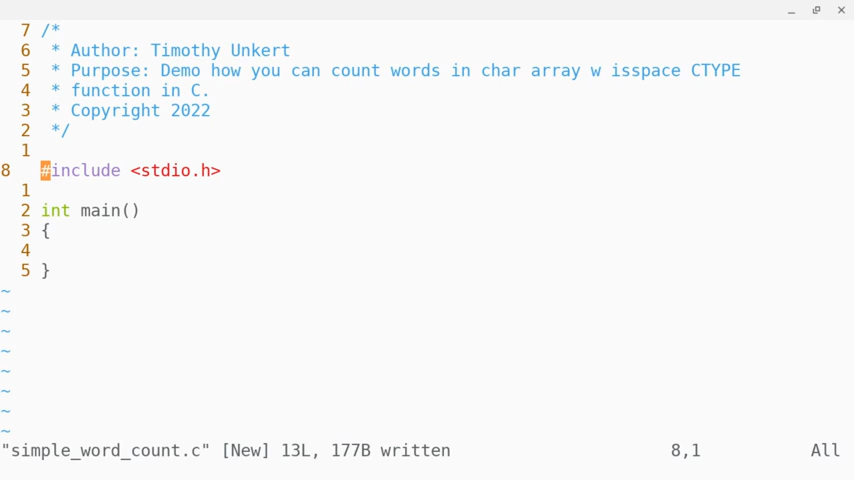 7 /*
6  * Author: Timothy Unkert
5  * Purpose: Demo how you can count words in char array w isspace CTYPE
4  * function in C.
3  * Copyright 2022
2  */
1
8 #include <stdio.h>
1
2 int main()
3 {
4
5 }
~
~
~
~
~
~
~
~
"simple_word_count.c" [New] 13L, 177B written 8,1 All